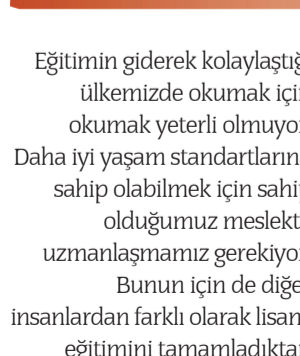 Eğitimin giderek kolaylaştığ
ülkemizde okumak içi
okumak yeterli olmuyo
Daha iyi yaşam standartların
sahip olabilmek için sahi
olduğumuz meslekt
uzmanlaşmamız gerekiyo
Bunun için de diğe
insanlardan farklı olarak lisan
eğitimini tamamladıkta